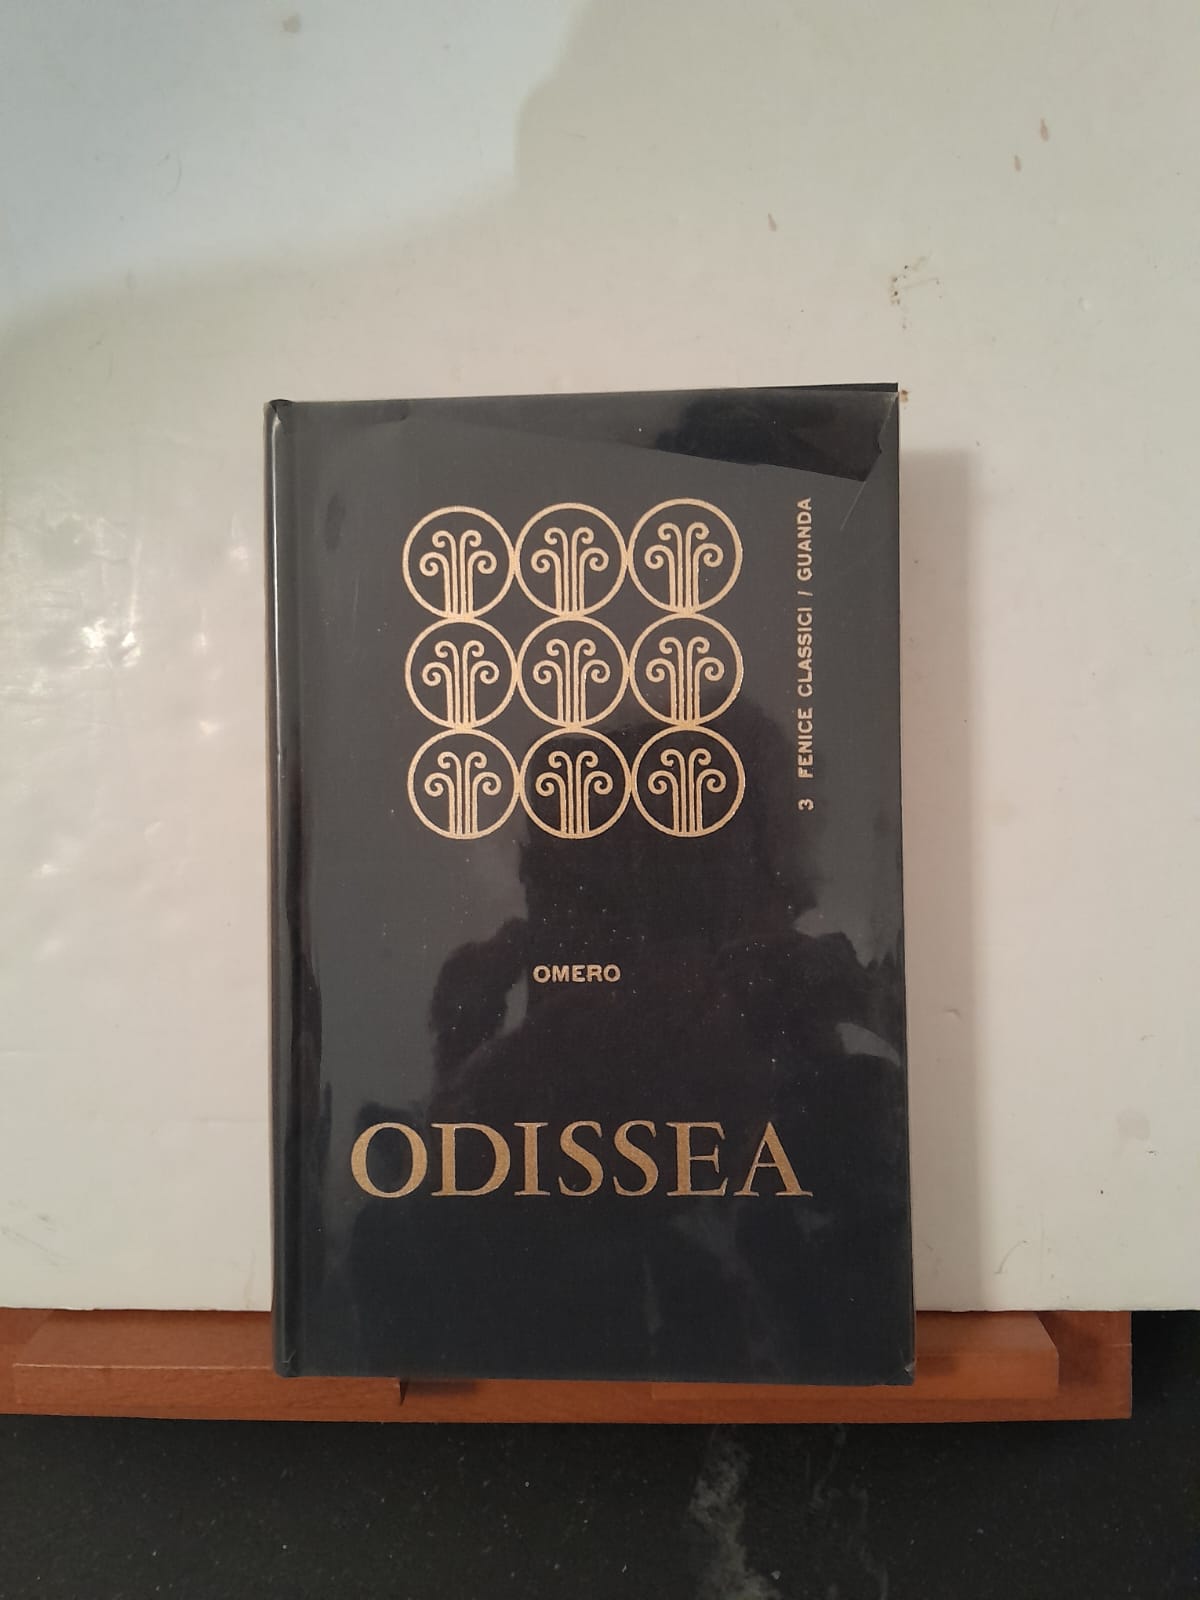 3 FENICE CLASSICI / GUANDA
OMERO
ODISSEA